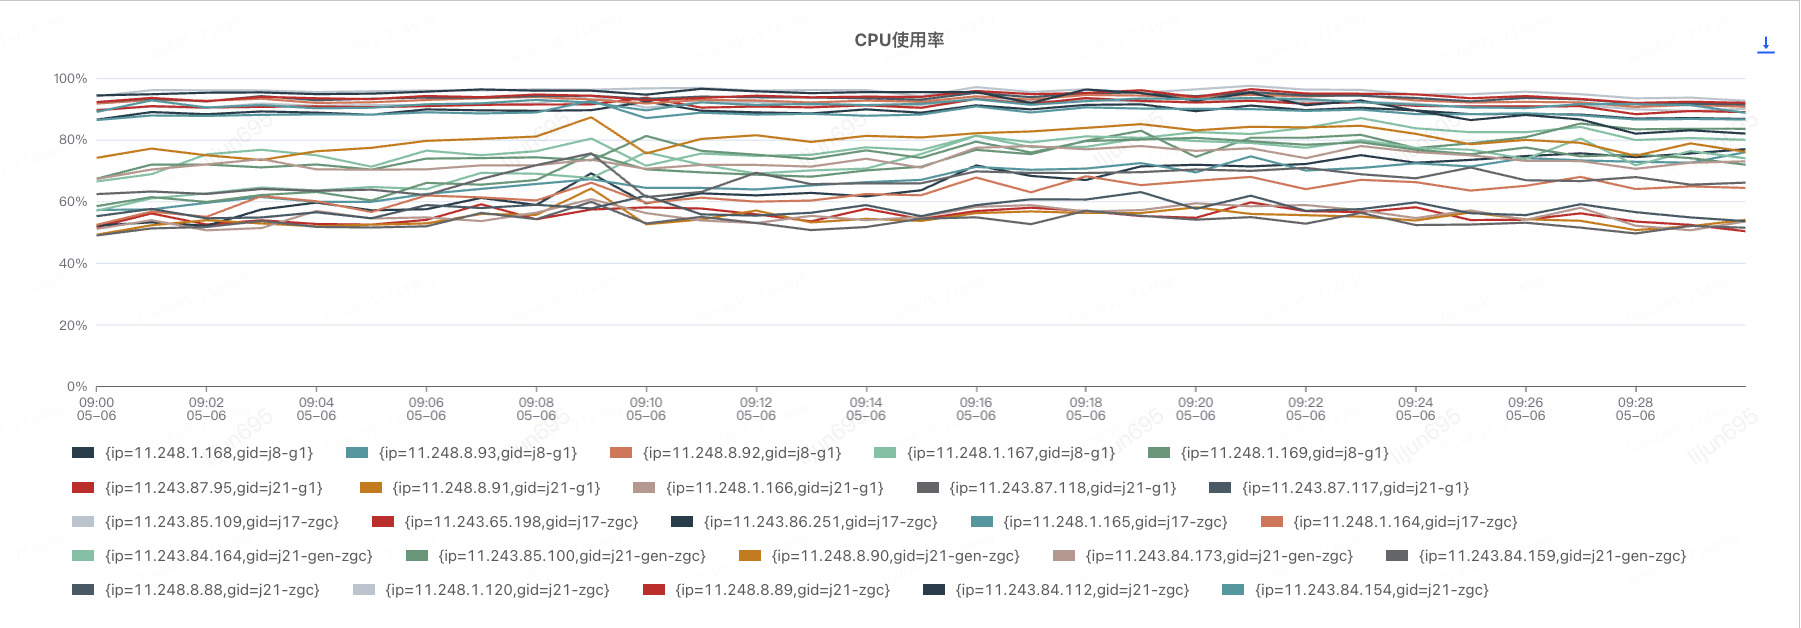 CPU使用率
100%
80%
60%
40%
20%
0%
09:00 09:02 09:04 09:06 09:08 09:10 09:12 09:14 09:16 09:18 09:20 09:22 09:24 09:26 09:28
05-06 05-06 05-06 05-06 05-06 05-06 05-06 05-06 05-06 05-06 05-06 05-06 05-06 05-06 05-06
{ip=11.248.1.168,gid=j8-g1} {ip=11.248.8.93,gid=j8-g1} {ip=11.248.8.92,gid=j8-g1} {ip=11.248.1.167,gid=j8-g1} {ip=11.248.1.169,gid=j8-g1}
{ip=11.243.87.95,gid=j21-g1} {ip=11.248.8.91,gid=j21-g1} {ip=11.248.1.166,gid=j21-g1} {ip=11.243.87.118,gid=j21-g1} {ip=11.243.87.117,gid=j21-g1}
{ip=11.243.85.109,gid=j17-zgc} {ip=11.243.65.198,gid=j17-zgc} {ip=11.243.86.251,gid=j17-zgc} {ip=11.248.1.165,gid=j17-zgc} {ip=11.248.1.164,gid=j17-zgc}
{ip=11.243.84.164,gid=j21-gen-zgc} {ip=11.243.85.100,gid=j21-gen-zgc} {ip=11.248.8.90,gid=j21-gen-zgc} {ip=11.243.84.173,gid=j21-gen-zgc} {ip=11.243.84.159,gid=j21-gen-zgc}
{ip=11.248.8.88,gid=j21-zgc} {ip=11.248.1.120,gid=j21-zgc} {ip=11.248.8.89,gid=j21-zgc} {ip=11.243.84.112,gid=j21-zgc} {ip=11.243.84.154,gid=j21-zgc}
lijun695 lijun695 lijun695 lijun695 lijun695 lijun695